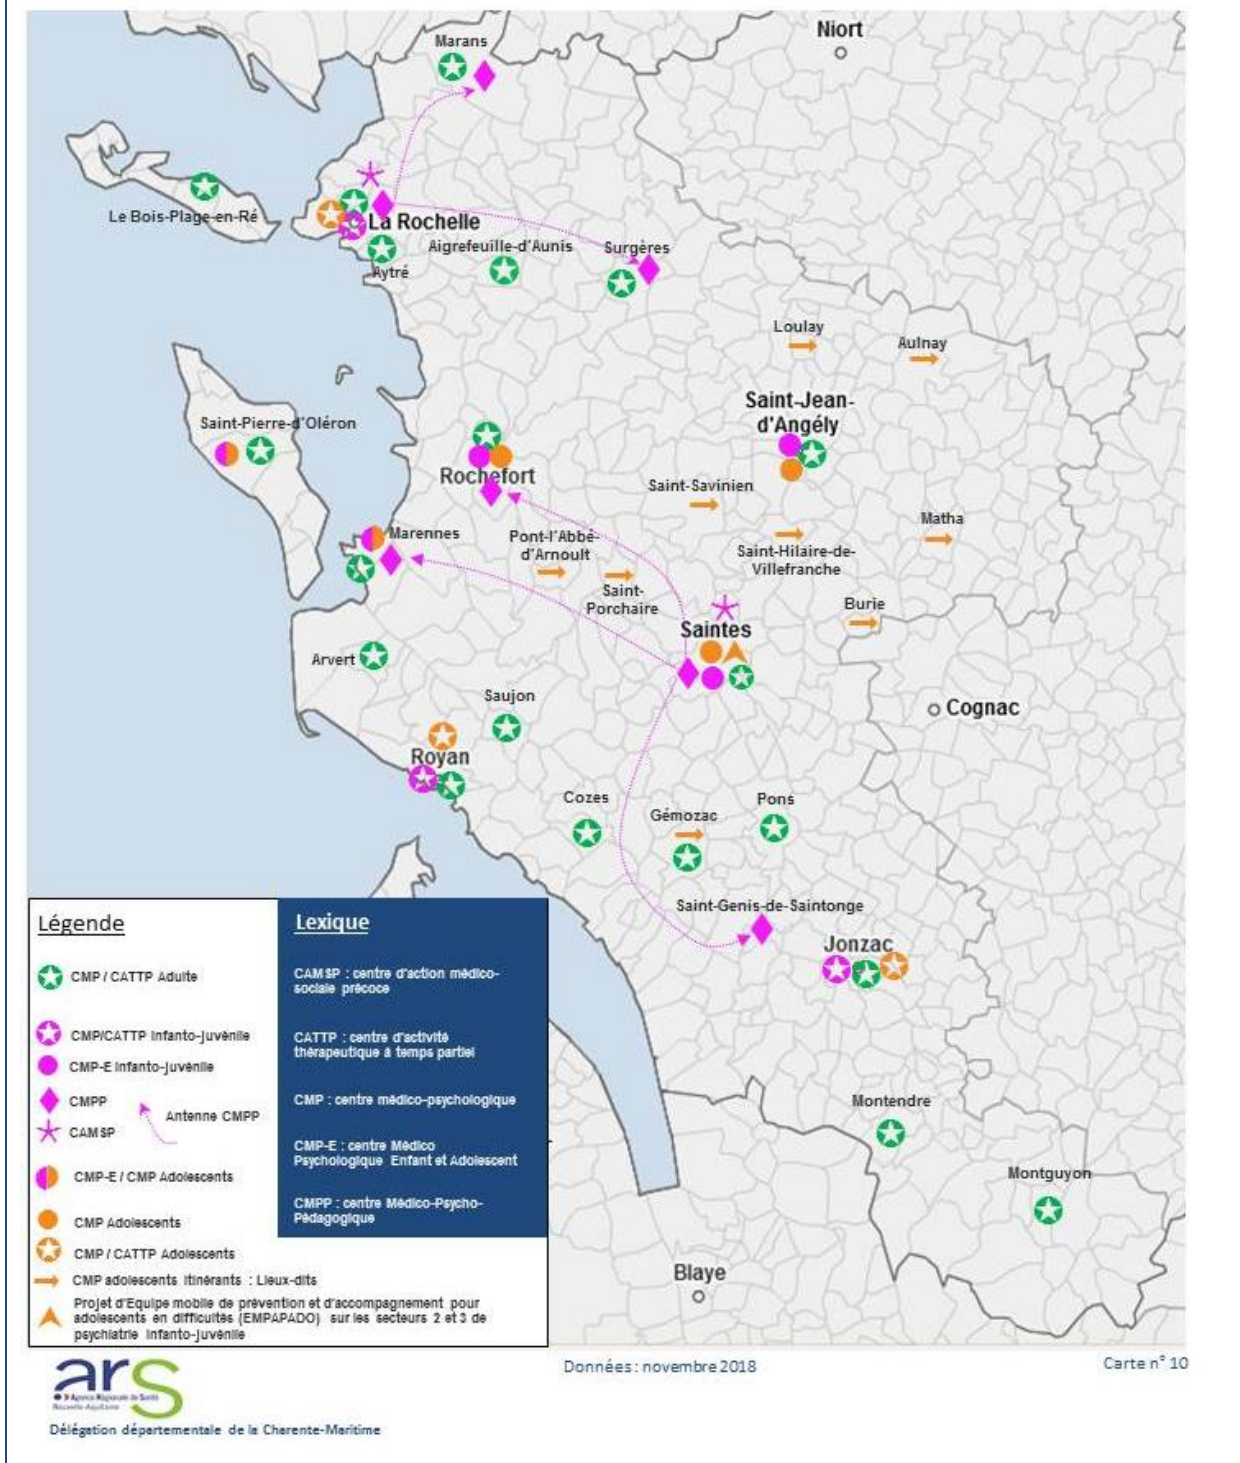 Niort
Marans
Le Bois-Plage-en-Ré
La Rochelle
Aytré
Aigrefeuille-d'Aunis
Surgères
Loulay
Aulnay
Saint-Jean-
d'Angély
Saint-Pierre-d'Oléron
Rochefort
Saint-Savinien
Matha
Marennes
Pont-l'Abbé-
d'Arnoult
Saint-Hilaire-de-
Villefranche
Saint-
Porchaire
Burie
Saintes
Arvert
Saujon
Cognac
Royan
Cozes
Gémozac
Pons
Saint-Genis-de-Saintonge
Jonzac
Montendre
Montguyon
Blaye
Légende
CMP / CATTP Adulte
CMP/CATTP Infanto-juvénile
CMP-E Infanto-juvénile
CMPP
Antenne CMPP
CAMSP
CMP-E / CMP Adolescents
CMP Adolescents
CMP / CATTP Adolescents
CMP adolescents Itinérants : Lieux-dits
Projet d'Equipe mobile de prévention et d'accompagnement pour
adolescents en difficultés (EMPAPADO) sur les secteurs 2 et 3 de
psychiatrie Infanto-juvénile
Lexique
CAMSP : centre d'action médico-
sociale précoce
CATTP : centre d'activité
thérapeutique à temps partiel
CMP : centre médico-psychologique
CMP-E : centre Médico
Psychologique Enfant et Adolescent
CMPP : centre Médico-Psycho-
Pédagogique
ars
Agence Régionale de Santé
Nouvelle-Aquitaine
Délégation départementale de la Charente-Maritime
Données : novembre 2018
Carte n° 10